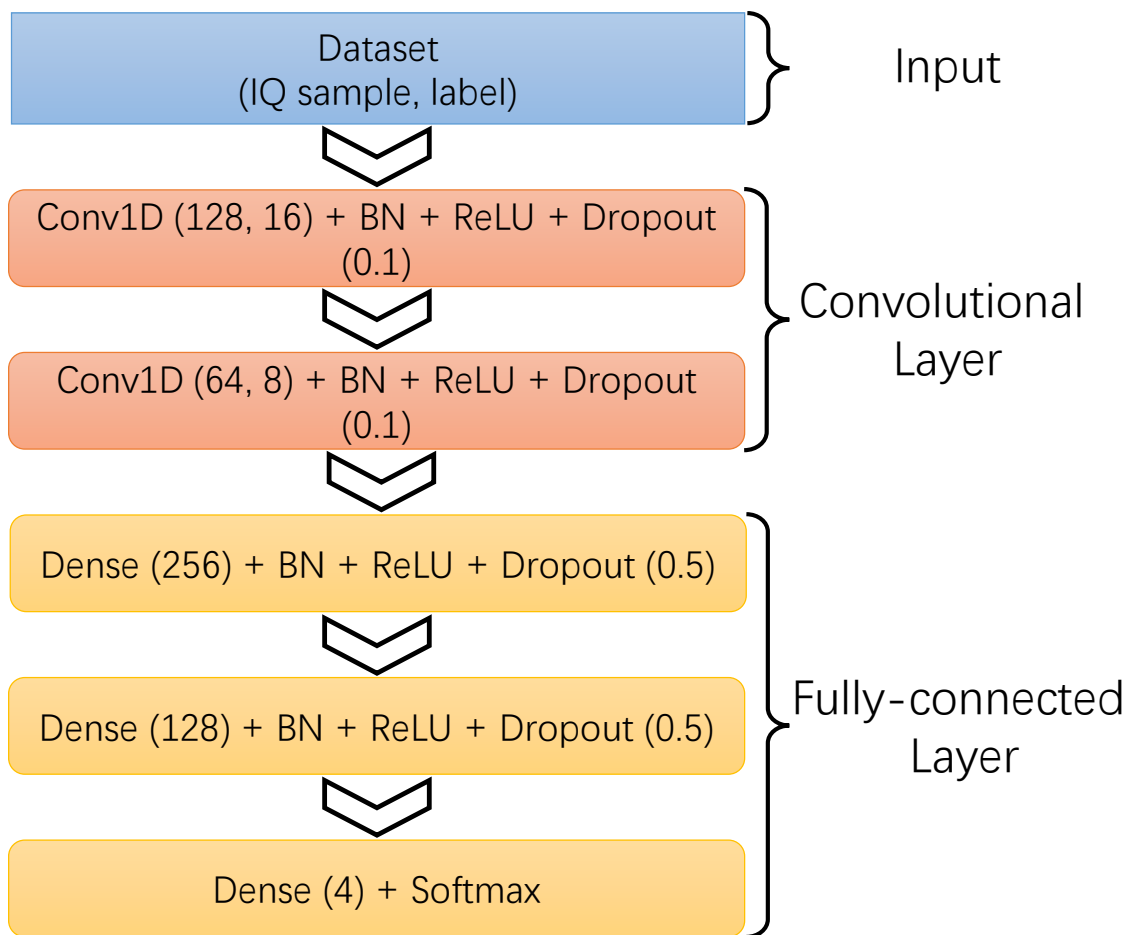 Dataset
(IQ sample, label)
Input
Conv1D (128, 16) + BN + ReLU + Dropout
(0.1)
Conv1D (64, 8) + BN + ReLU + Dropout
(0.1)
Convolutional
Layer
Dense (256) + BN + ReLU + Dropout (0.5)
Dense (128) + BN + ReLU + Dropout (0.5)
Dense (4) + Softmax
Fully-connected
Layer